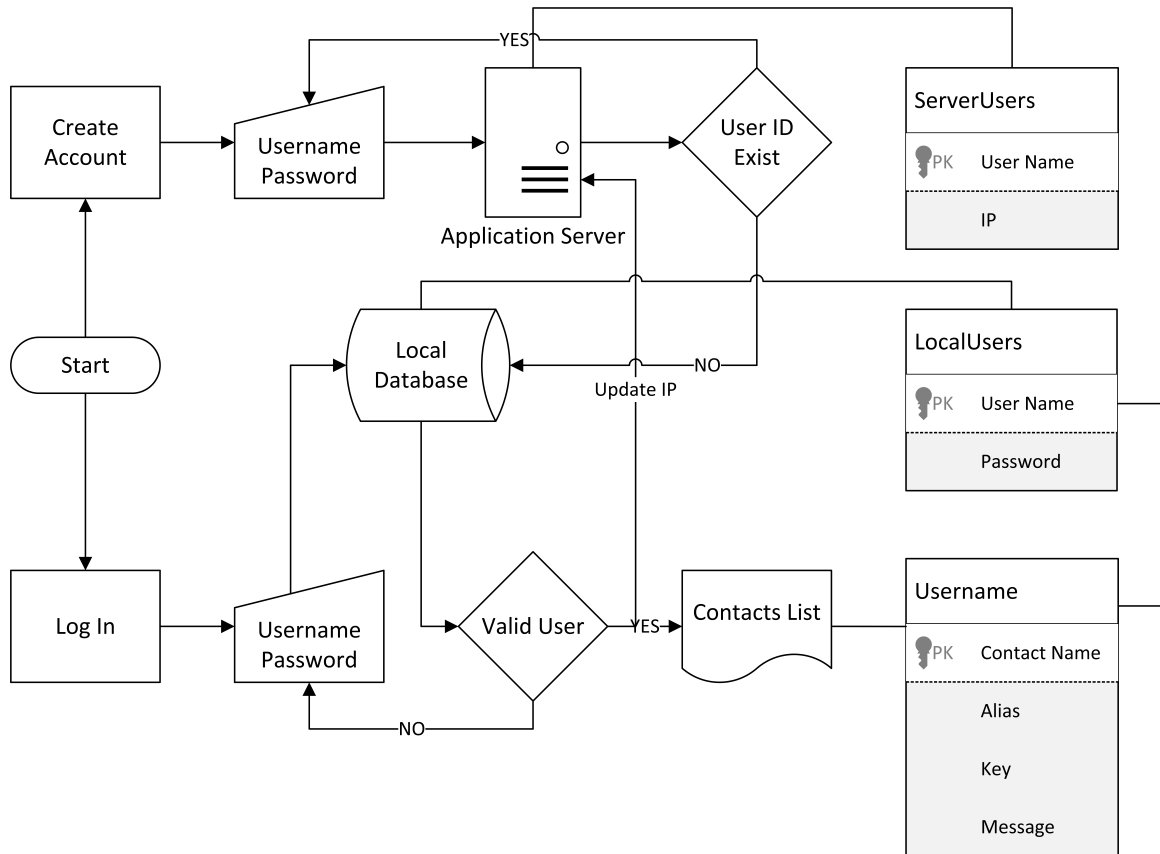 YES
Create
Account
Username
Password
Application Server
User ID
Exist
ServerUsers
PK User Name
IP
Start
Local
Database
NO
Update IP
LocalUsers
PK User Name
Password
Log In
Username
Password
Valid User
YES
Contacts List
NO
Username
PK Contact Name
Alias
Key
Message